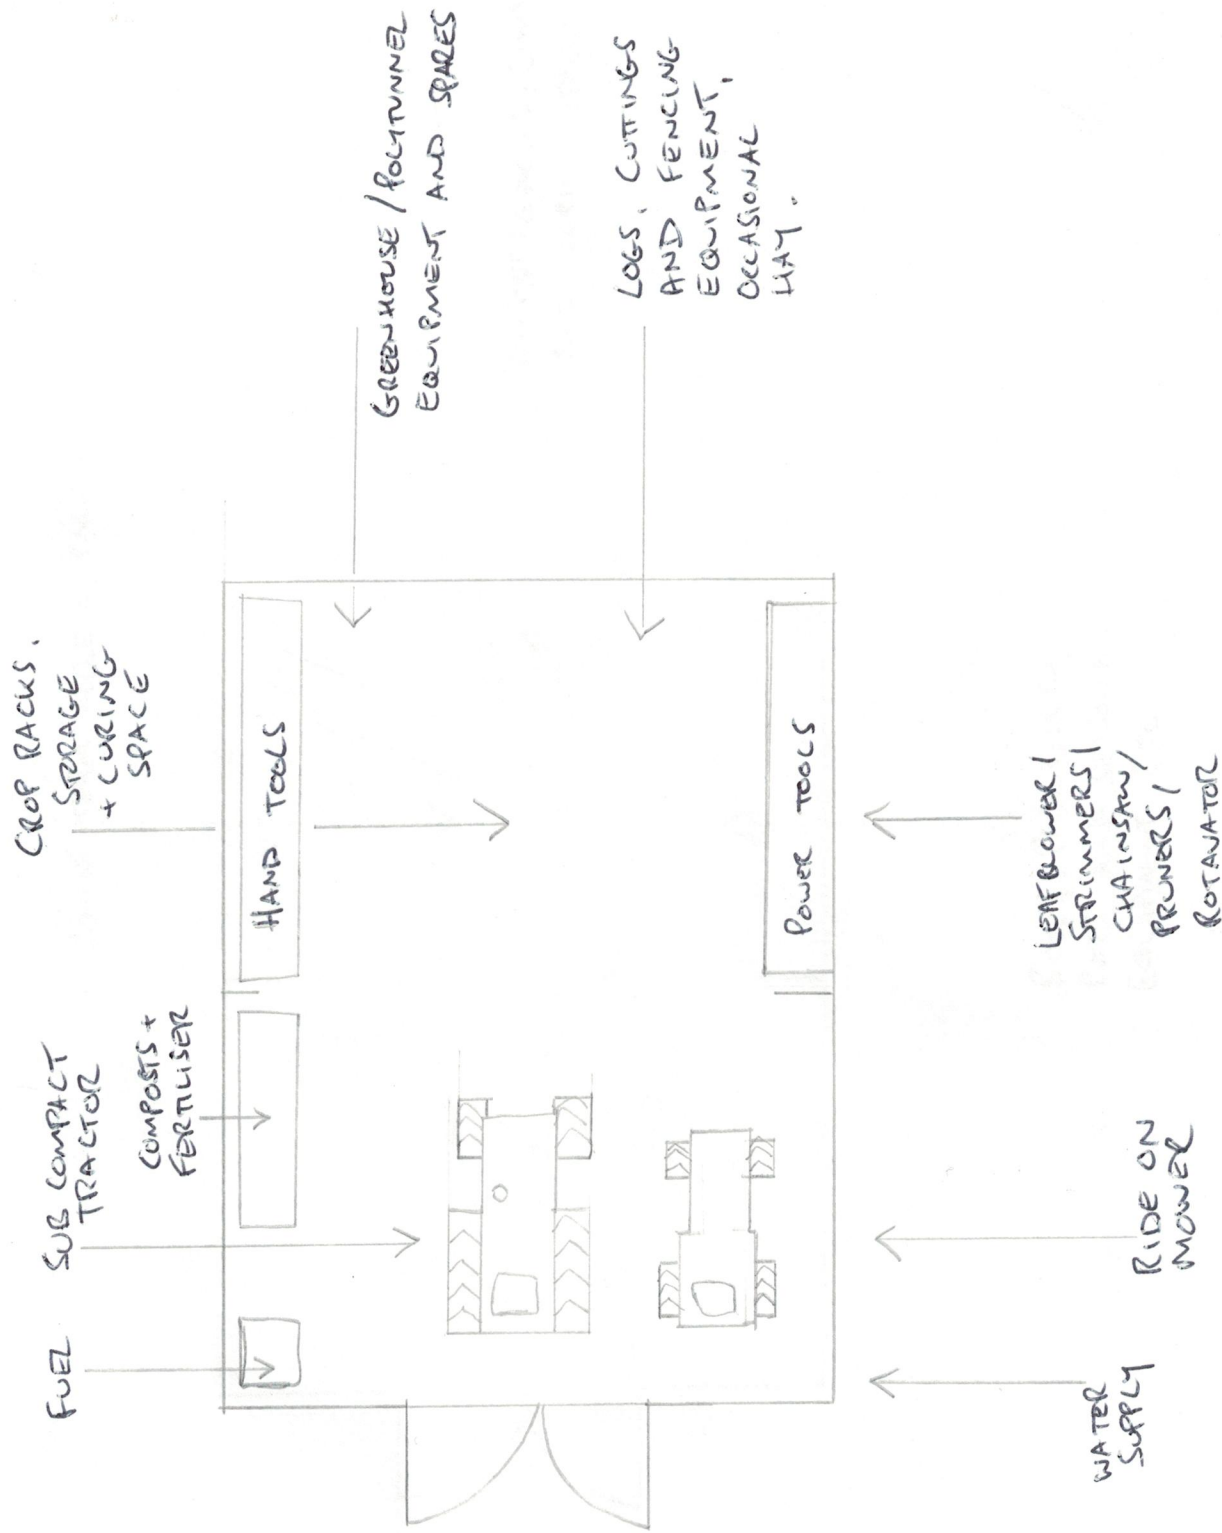 FUEL
SUB COMPACT
TRACTOR
COMPOSTS +
FERTILISER
CROP RACKS.
STORAGE
+ CURING
SPACE
GREENHOUSE / POLYTUNNEL
EQUIPMENT AND SPARES
LOGS, CUTTINGS
AND FENCING
EQUIPMENT,
OCCASIONAL
HAY.
HAND TOOLS
POWER TOOLS
WATER
SUPPLY
RIDE ON
MOWER
LEAFBLOWER /
STRIMMERS /
CHAINSAW /
PRUNERS /
ROTAVATOR